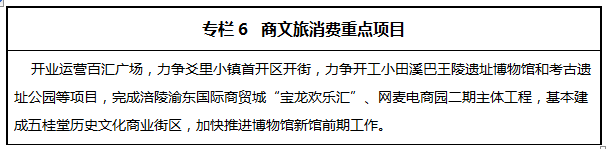 专栏 6 商文旅消费重点项目
开业运营百汇广场，力争爻里小镇首开区开街，力争开工小田溪巴王陵遗址博物馆和考古遗
址公园等项目，完成涪陵渝东国际商贸城“宝龙欢乐汇”、网麦电商园二期主体工程，基本建
成五桂堂历史文化商业街区，加快推进博物馆新馆前期工作。